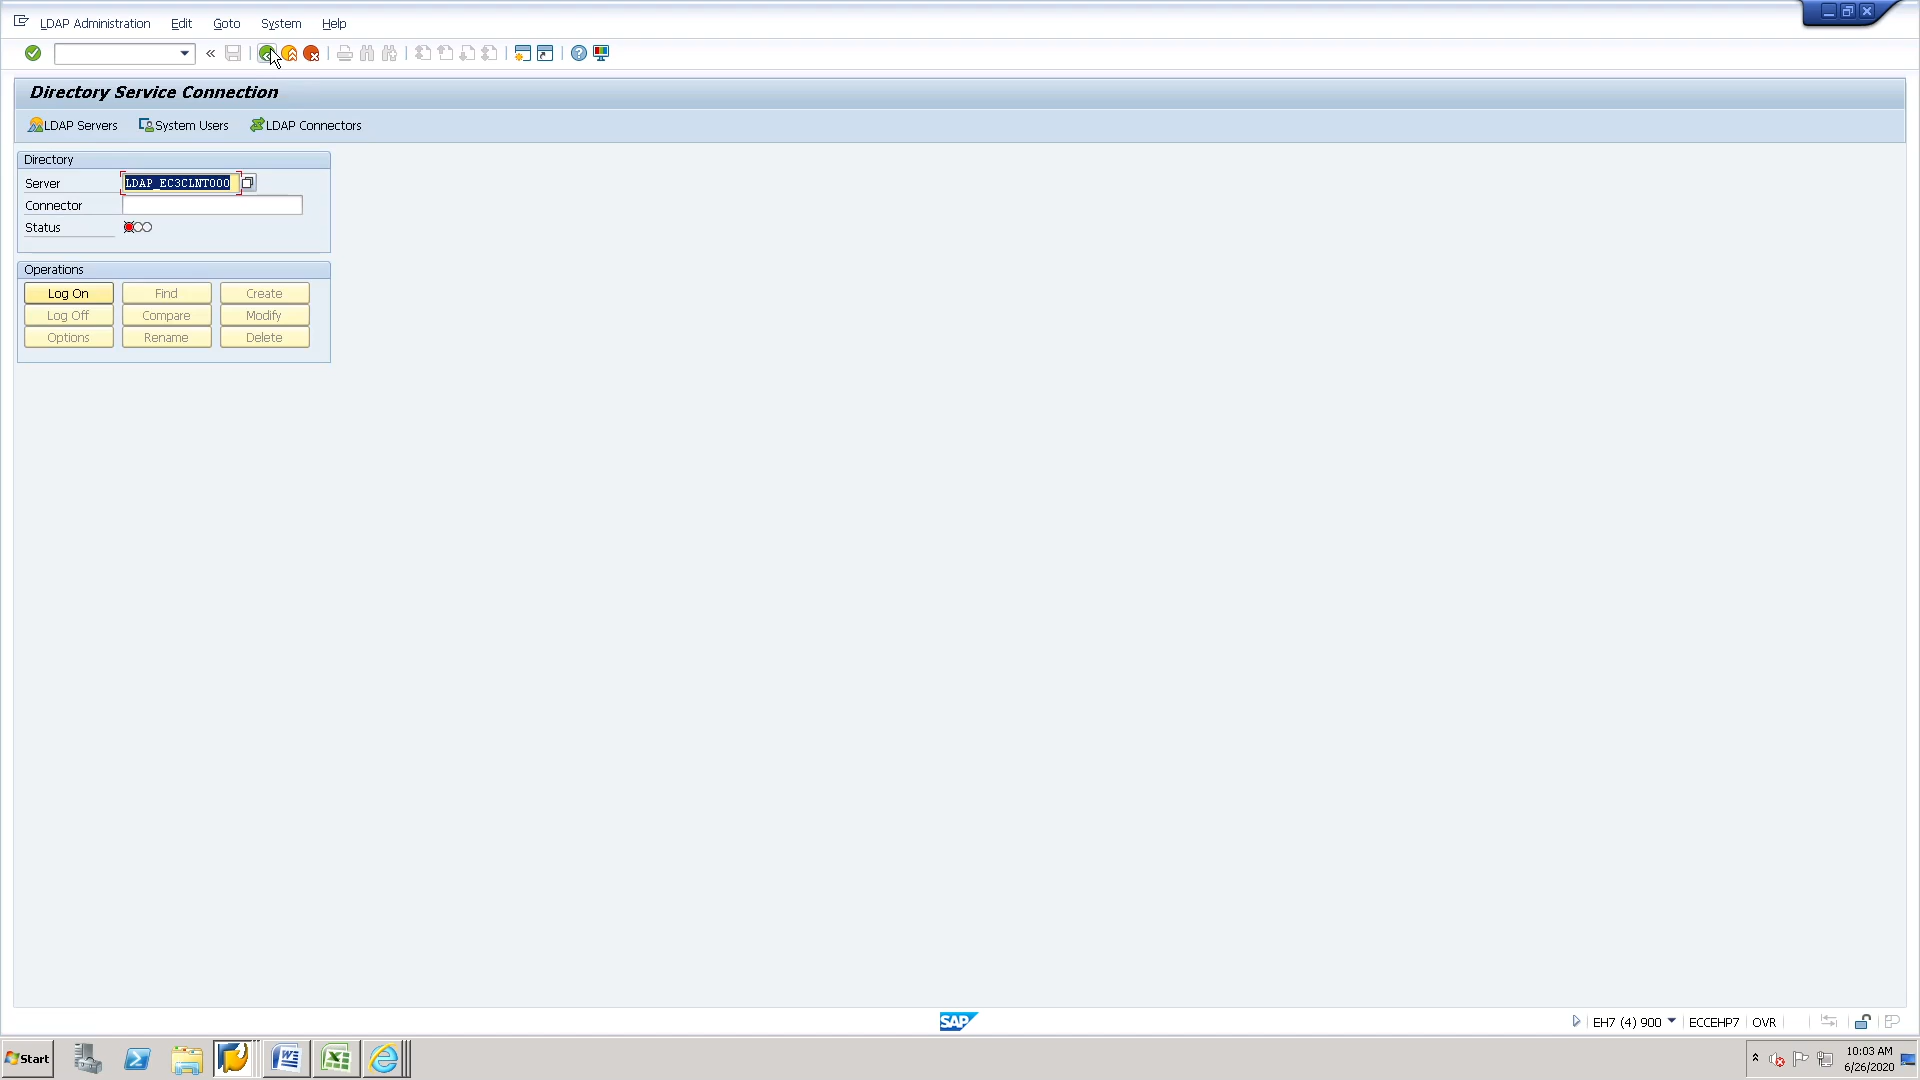 LDAP Administration Edit Goto System Help
Directory Service Connection
LDAP Servers System Users LDAP Connectors
Directory
Server LDAP_EC3CLNT000
Connector
Status
Operations
Log On Find Create
Log Off Compare Modify
Options Rename Delete
SAP
EH7 (4) 900 ECCEHP7 OVR
Start
10:03 AM
6/26/2020